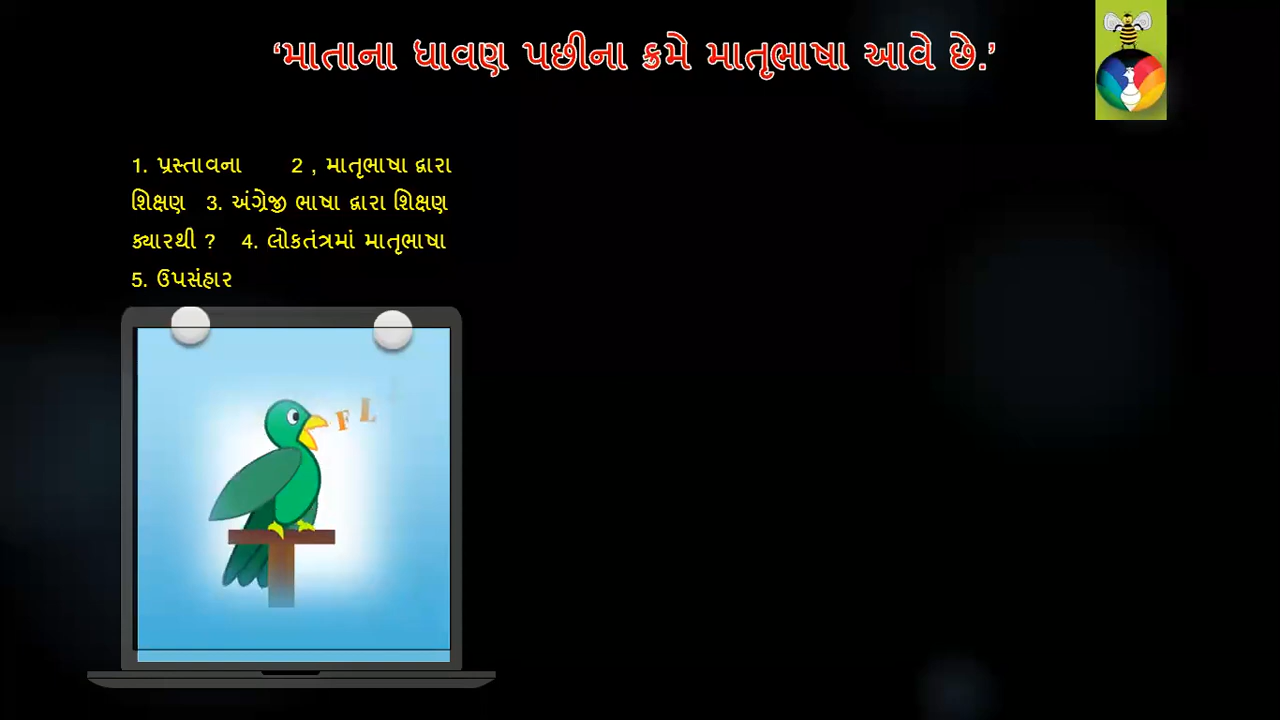 ‘માતાના ધાવણ પછીના ક્રમે માતૃભાષા આવે છે.’
1. પ્રસ્તાવના 2 , માતૃભાષા દ્વારા
શિક્ષણ 3. અંગ્રેજી ભાષા દ્વારા શિક્ષણ
ક્યારથી ? 4. લોકતંત્રમાં માતૃભાષા
5. ઉપસંહાર
F L